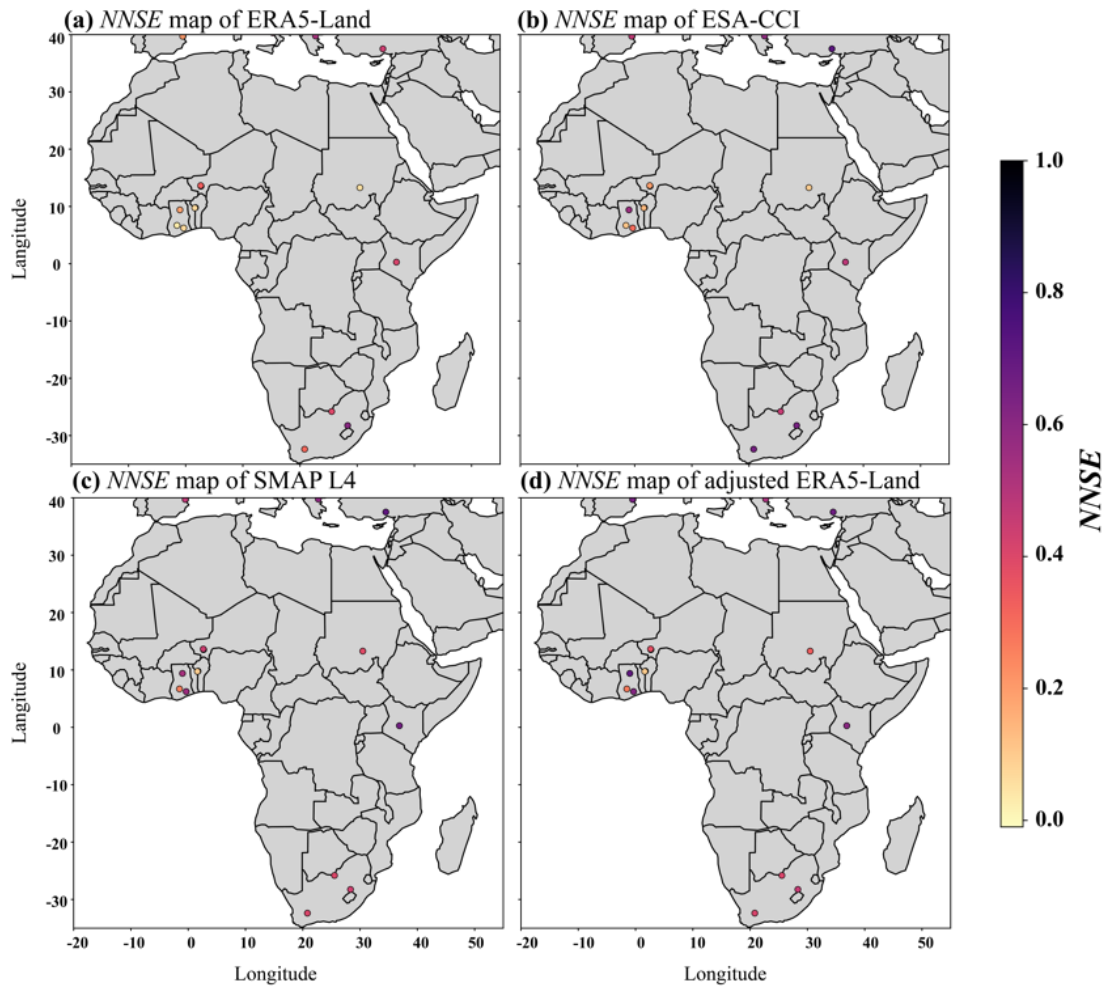 (a) NNSE map of ERA5-Land
(b) NNSE map of ESA-CCI
40
30
20
10
0
-10
-20
-30
Langitude
(c) NNSE map of SMAP L4
(d) NNSE map of adjusted ERA5-Land
40
30
20
10
0
-10
-20
-30
Langitude
-20 -10 0 10 20 30 40 50
-20 -10 0 10 20 30 40 50
Longitude
Longitude
1.0
0.8
0.6
0.4
0.2
0.0
NNSE